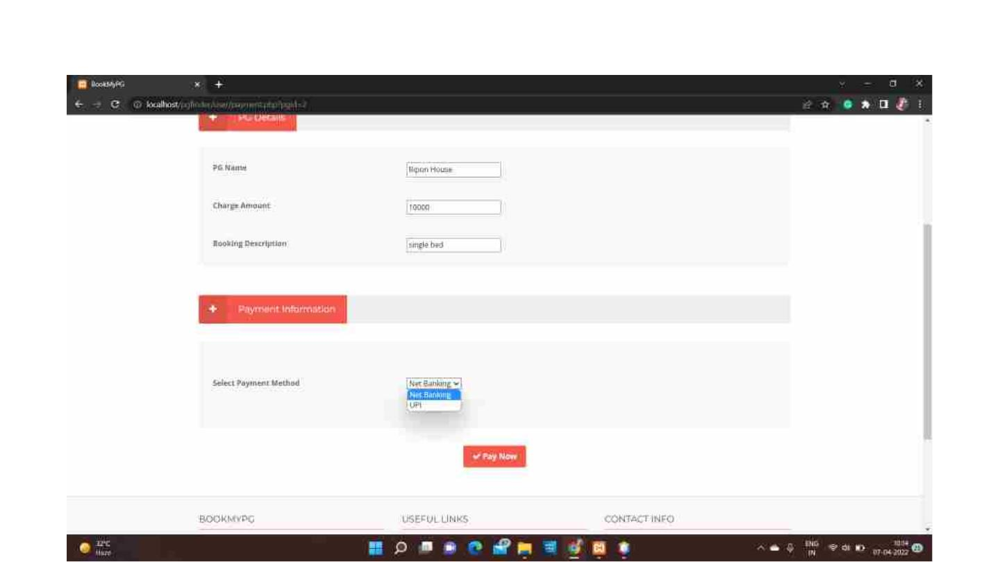 BookMyPG
localhost/pgfinder/user//payment.php?pgid=2
PG Details
PG Name
Ripon House
Charge Amount
10000
Booking Description
single bed
Payment Information
Select Payment Method
Net Banking
Net Banking
UPI
Pay Now
BOOKMYPG
USEFUL LINKS
CONTACT INFO
32°C
Haze
ENG
IN
10:14
07-04-2022